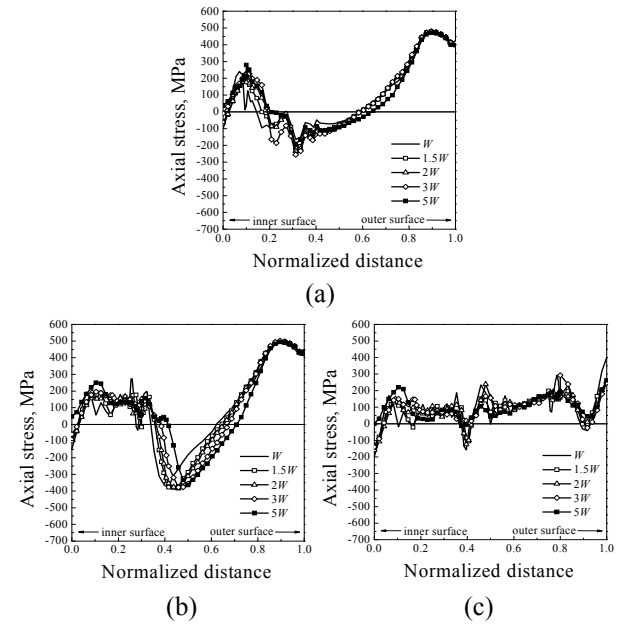 600
500
400
300
200
100
0
-100
-200
-300
-400
-500
-600
-700
Axial stress, MPa
W
1.5W
2W
3W
5W
inner surface
outer surface
0.0 0.2 0.4 0.6 0.8 1.0
Normalized distance
(a)
600
500
400
300
200
100
0
-100
-200
-300
-400
-500
-600
-700
Axial stress, MPa
W
1.5W
2W
3W
5W
inner surface
outer surface
0.0 0.2 0.4 0.6 0.8 1.0
Normalized distance
(b)
600
500
400
300
200
100
0
-100
-200
-300
-400
-500
-600
-700
Axial stress, MPa
W
1.5W
2W
3W
5W
inner surface
outer surface
0.0 0.2 0.4 0.6 0.8 1.0
Normalized distance
(c)